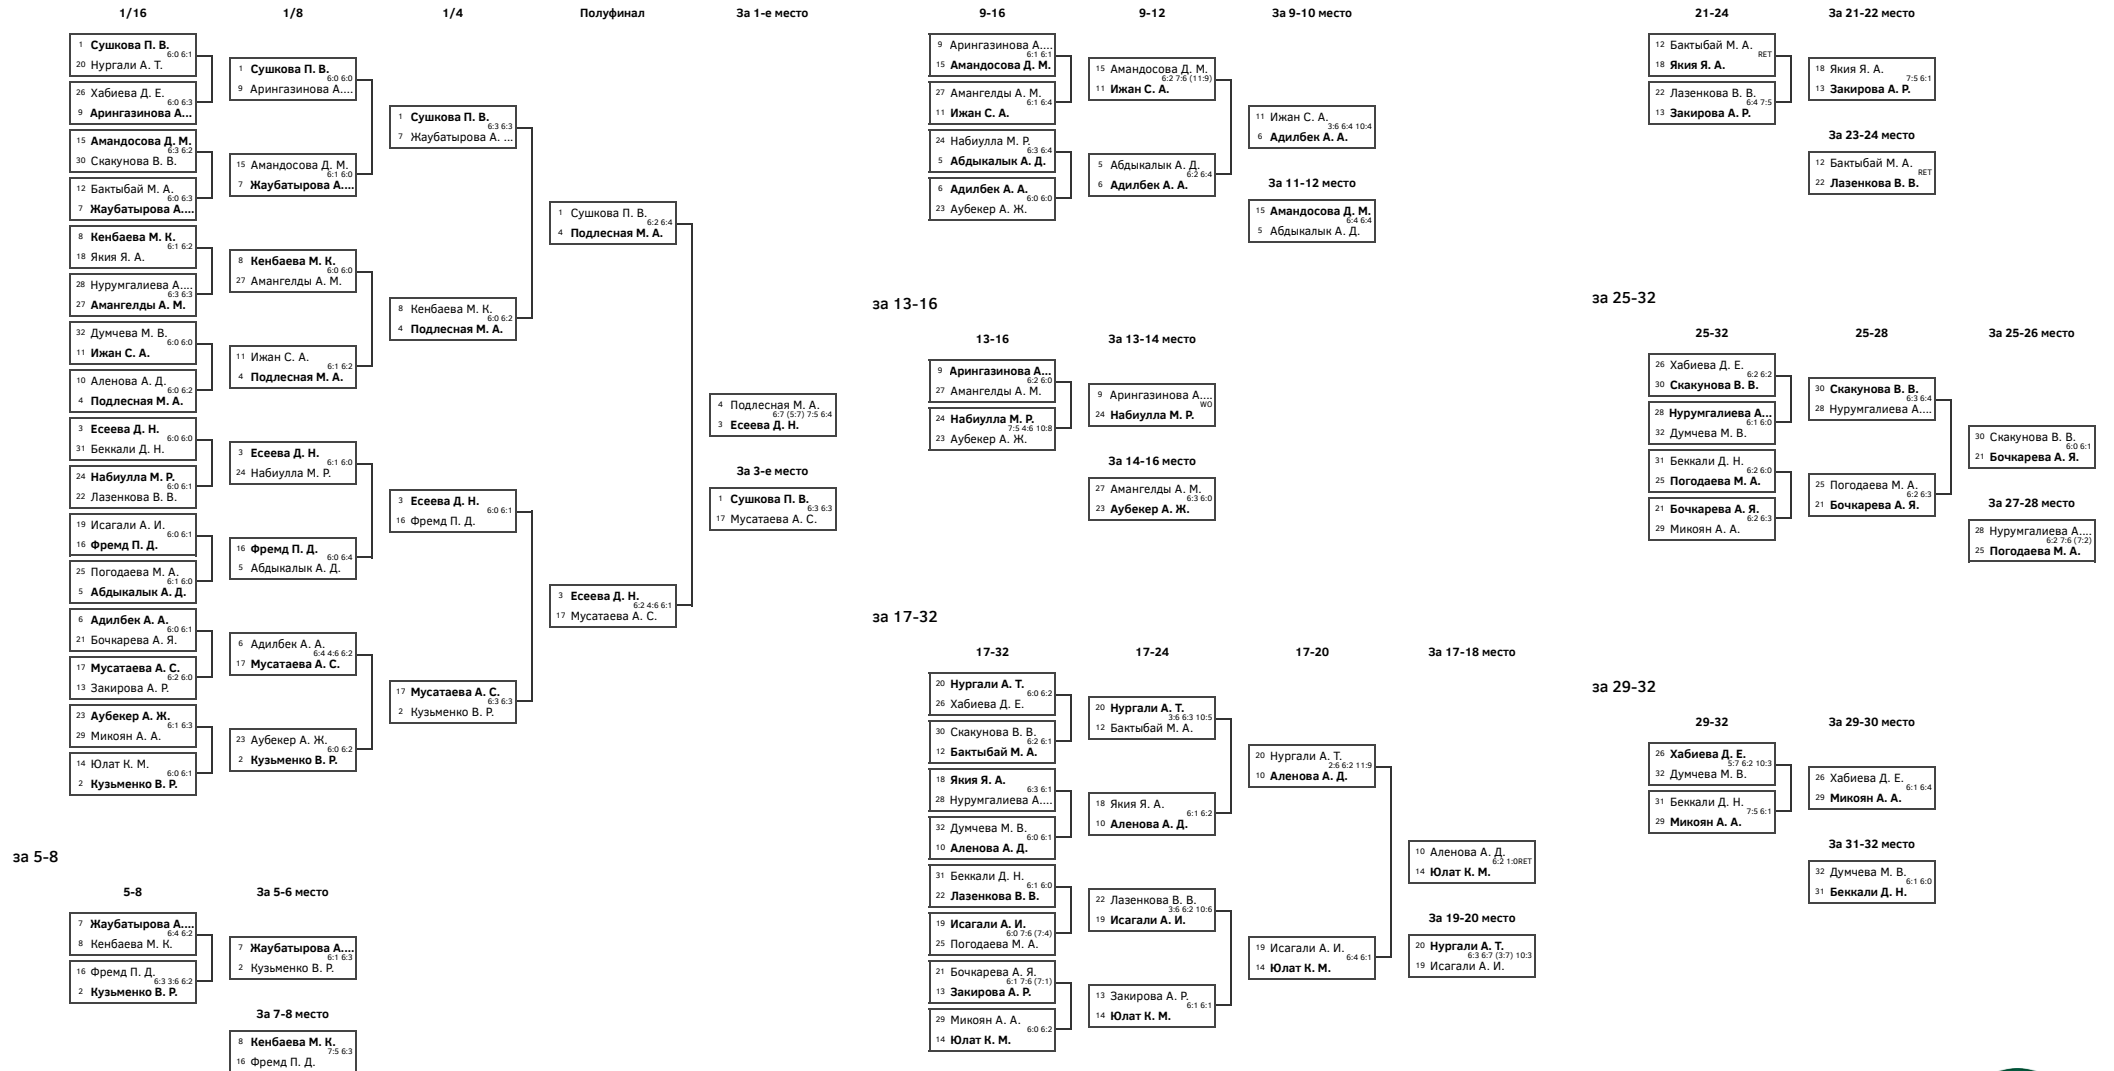 1/16
1 Сушкова П. В.
6:0 6:1
20 Нургали А. Т.
26 Хабиева Д. Е.
6:0 6:3
9 Арингазинова А...
15 Амандосова Д. М.
6:3 6:2
30 Скакунова В. В.
12 Бактыбай М. А.
6:0 6:3
7 Жаубатырова А....
8 Кенбаева М. К.
6:1 6:2
18 Якия Я. А.
28 Нурумгалиева А....
6:3 6:3
27 Амангелды А. М.
32 Думчева М. В.
6:0 6:0
11 Ижан С. А.
10 Аленова А. Д.
6:0 6:2
4 Подлесная М. А.
3 Есеева Д. Н.
6:0 6:0
31 Беккали Д. Н.
24 Набиулла М. Р.
6:0 6:1
22 Лазенкова В. В.
19 Исагали А. И.
6:0 6:1
16 Фремд П. Д.
25 Погодаева М. А.
6:1 6:0
5 Абдыкалык А. Д.
6 Адилбек А. А.
6:0 6:1
21 Бочкарева А. Я.
17 Мусатаева А. С.
6:2 6:0
13 Закирова А. Р.
23 Аубекер А. Ж.
6:1 6:3
29 Микоян А. А.
14 Юлат К. М.
6:0 6:1
2 Кузьменко В. Р.
1/8
1 Сушкова П. В.
6:0 6:0
9 Арингазинова А....
15 Амандосова Д. М.
6:1 6:0
7 Жаубатырова А....
8 Кенбаева М. К.
6:0 6:0
27 Амангелды А. М.
11 Ижан С. А.
6:1 6:2
4 Подлесная М. А.
3 Есеева Д. Н.
6:1 6:0
24 Набиулла М. Р.
16 Фремд П. Д.
6:0 6:4
5 Абдыкалык А. Д.
6 Адилбек А. А.
6:4 4:6 6:2
17 Мусатаева А. С.
23 Аубекер А. Ж.
6:0 6:2
2 Кузьменко В. Р.
1/4
1 Сушкова П. В.
6:3 6:3
7 Жаубатырова А. ...
8 Кенбаева М. К.
6:0 6:2
4 Подлесная М. А.
3 Есеева Д. Н.
6:0 6:1
16 Фремд П. Д.
17 Мусатаева А. С.
6:3 6:3
2 Кузьменко В. Р.
Полуфинал
1 Сушкова П. В.
6:2 6:4
4 Подлесная М. А.
3 Есеева Д. Н.
6:2 4:6 6:1
17 Мусатаева А. С.
За 1-е место
4 Подлесная М. А.
6:7 (5:7) 7:5 6:4
3 Есеева Д. Н.
За 3-е место
1 Сушкова П. В.
6:3 6:3
17 Мусатаева А. С.
за 5-8
5-8
7 Жаубатырова А....
6:4 6:2
8 Кенбаева М. К.
16 Фремд П. Д.
6:3 3:6 6:2
2 Кузьменко В. Р.
За 5-6 место
7 Жаубатырова А....
6:1 6:3
2 Кузьменко В. Р.
За 7-8 место
8 Кенбаева М. К.
7:5 6:3
16 Фремд П. Д.
9-16
9 Арингазинова А....
6:1 6:1
15 Амандосова Д. М.
27 Амангелды А. М.
6:1 6:4
11 Ижан С. А.
24 Набиулла М. Р.
6:3 6:4
5 Абдыкалык А. Д.
6 Адилбек А. А.
6:0 6:0
23 Аубекер А. Ж.
9-12
15 Амандосова Д. М.
6:2 7:6 (11:9)
11 Ижан С. А.
5 Абдыкалык А. Д.
6:2 6:4
6 Адилбек А. А.
За 9-10 место
11 Ижан С. А.
3:6 6:4 10:4
6 Адилбек А. А.
За 11-12 место
15 Амандосова Д. М.
6:4 6:4
5 Абдыкалык А. Д.
за 13-16
13-16
9 Арингазинова А...
6:2 6:0
27 Амангелды А. М.
24 Набиулла М. Р.
7:5 4:6 10:8
23 Аубекер А. Ж.
За 13-14 место
9 Арингазинова А....
WO
24 Набиулла М. Р.
За 14-16 место
27 Амангелды А. М.
6:3 6:0
23 Аубекер А. Ж.
за 17-32
17-32
20 Нургали А. Т.
6:0 6:2
26 Хабиева Д. Е.
30 Скакунова В. В.
6:2 6:1
12 Бактыбай М. А.
18 Якия Я. А.
6:3 6:1
28 Нурумгалиева А....
32 Думчева М. В.
6:0 6:1
10 Аленова А. Д.
31 Беккали Д. Н.
6:1 6:0
22 Лазенкова В. В.
19 Исагали А. И.
6:0 7:6 (7:4)
25 Погодаева М. А.
21 Бочкарева А. Я.
6:1 7:6 (7:1)
13 Закирова А. Р.
29 Микоян А. А.
6:0 6:2
14 Юлат К. М.
17-24
20 Нургали А. Т.
3:6 6:3 10:5
12 Бактыбай М. А.
18 Якия Я. А.
6:1 6:2
10 Аленова А. Д.
22 Лазенкова В. В.
3:6 6:2 10:6
19 Исагали А. И.
13 Закирова А. Р.
6:1 6:1
14 Юлат К. М.
17-20
20 Нургали А. Т.
2:6 6:2 11:9
10 Аленова А. Д.
19 Исагали А. И.
6:4 6:1
14 Юлат К. М.
За 17-18 место
10 Аленова А. Д.
6:2 1:0RET
14 Юлат К. М.
За 19-20 место
20 Нургали А. Т.
6:3 6:7 (3:7) 10:3
19 Исагали А. И.
21-24
12 Бактыбай М. А.
RET
18 Якия Я. А.
22 Лазенкова В. В.
6:4 7:5
13 Закирова А. Р.
За 21-22 место
18 Якия Я. А.
7:5 6:1
13 Закирова А. Р.
За 23-24 место
12 Бактыбай М. А.
RET
22 Лазенкова В. В.
за 25-32
25-32
26 Хабиева Д. Е.
6:2 6:2
30 Скакунова В. В.
28 Нурумгалиева А...
6:1 6:0
32 Думчева М. В.
31 Беккали Д. Н.
6:2 6:0
25 Погодаева М. А.
21 Бочкарева А. Я.
6:2 6:3
29 Микоян А. А.
25-28
30 Скакунова В. В.
6:3 6:4
28 Нурумгалиева А....
25 Погодаева М. А.
6:2 6:3
21 Бочкарева А. Я.
За 25-26 место
30 Скакунова В. В.
6:0 6:1
21 Бочкарева А. Я.
За 27-28 место
28 Нурумгалиева А....
6:2 7:6 (7:2)
25 Погодаева М. А.
за 29-32
29-32
26 Хабиева Д. Е.
5:7 6:2 10:3
32 Думчева М. В.
31 Беккали Д. Н.
7:5 6:1
29 Микоян А. А.
За 29-30 место
26 Хабиева Д. Е.
6:1 6:4
29 Микоян А. А.
За 31-32 место
32 Думчева М. В.
6:1 6:0
31 Беккали Д. Н.